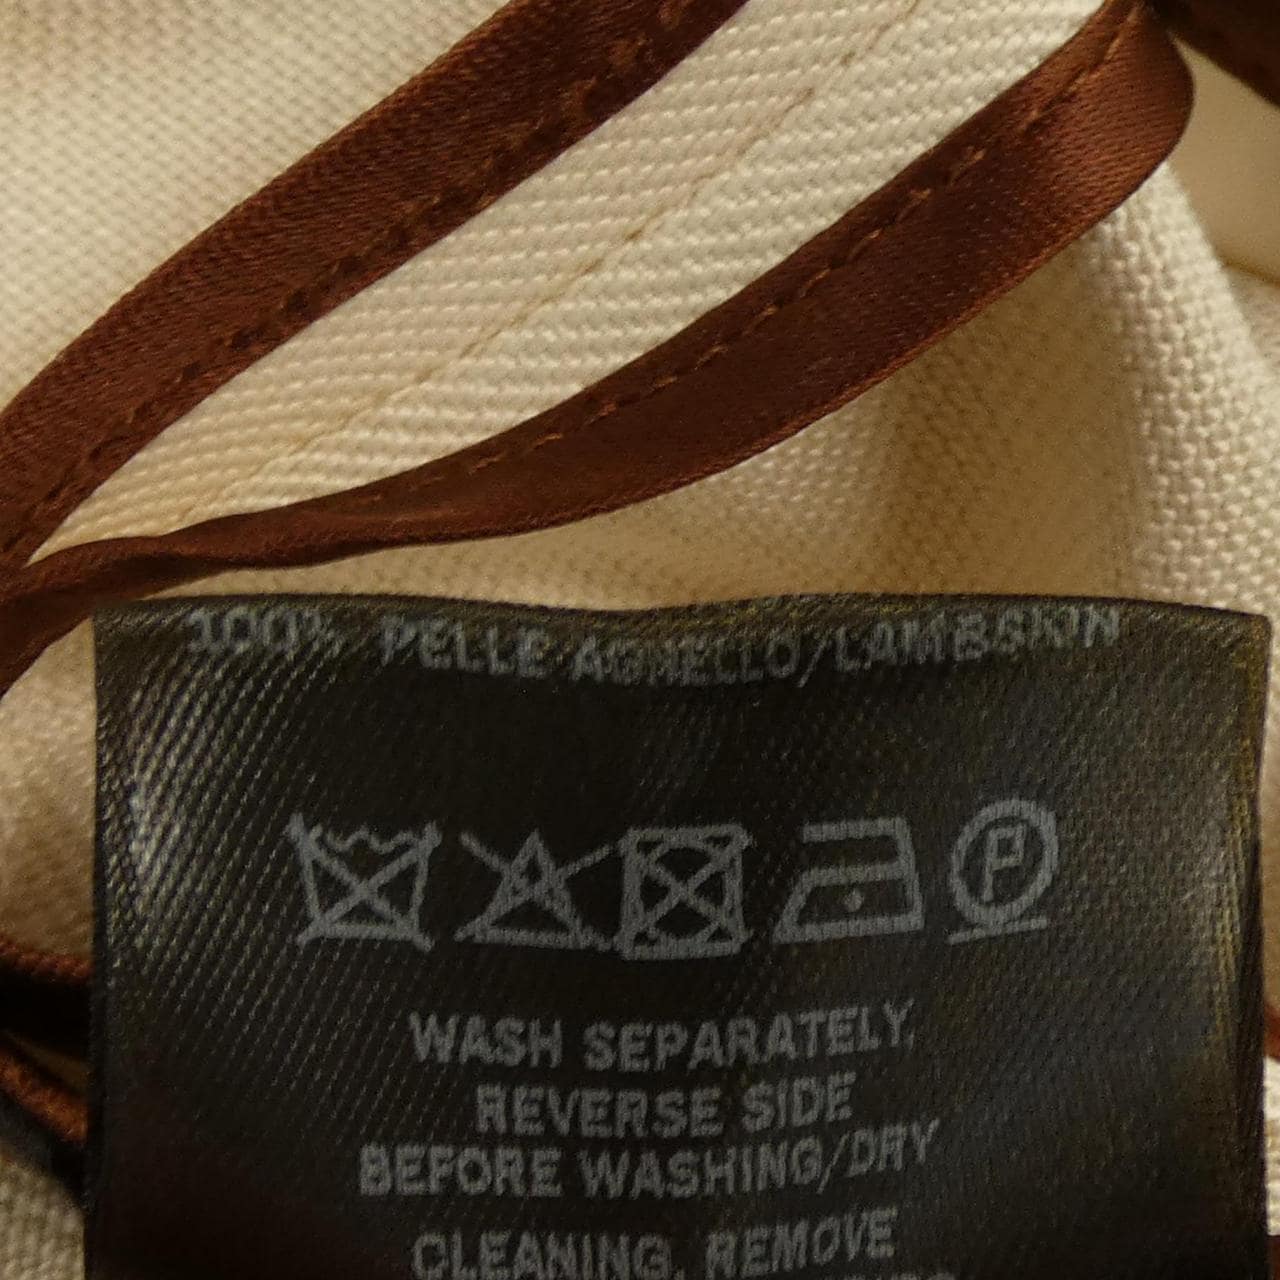 100% PELLE AGNELLO/LAMBSKIN
P
WASH SEPARATELY,
REVERSE SIDE
BEFORE WASHING/DRY
CLEANING, REMOVE